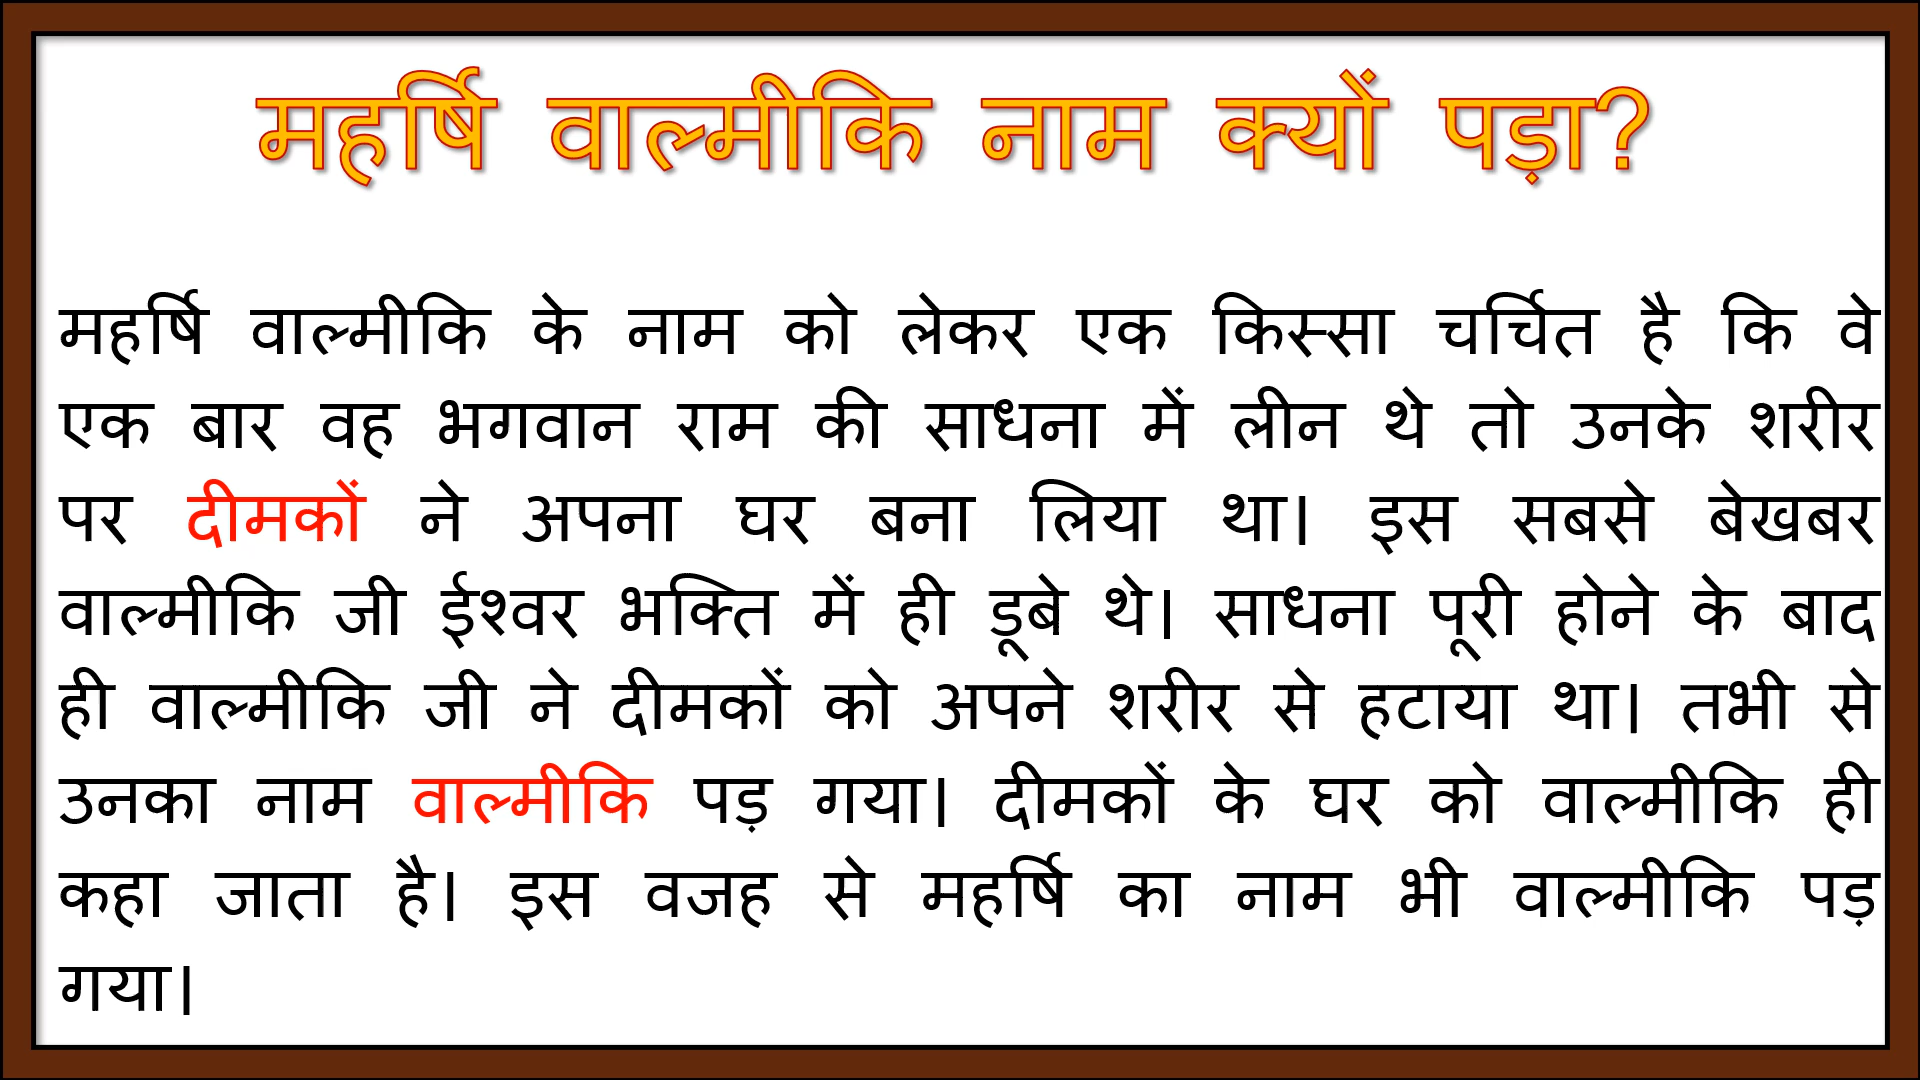 महर्षि वाल्मीकि नाम क्यों पड़ा?
महर्षि वाल्मीकि के नाम को लेकर एक किस्सा चर्चित है कि वे
एक बार वह भगवान राम की साधना में लीन थे तो उनके शरीर
पर दीमकों ने अपना घर बना लिया था। इस सबसे बेखबर
वाल्मीकि जी ईश्वर भक्ति में ही डूबे थे। साधना पूरी होने के बाद
ही वाल्मीकि जी ने दीमकों को अपने शरीर से हटाया था। तभी से
उनका नाम वाल्मीकि पड़ गया। दीमकों के घर को वाल्मीकि ही
कहा जाता है। इस वजह से महर्षि का नाम भी वाल्मीकि पड़
गया।